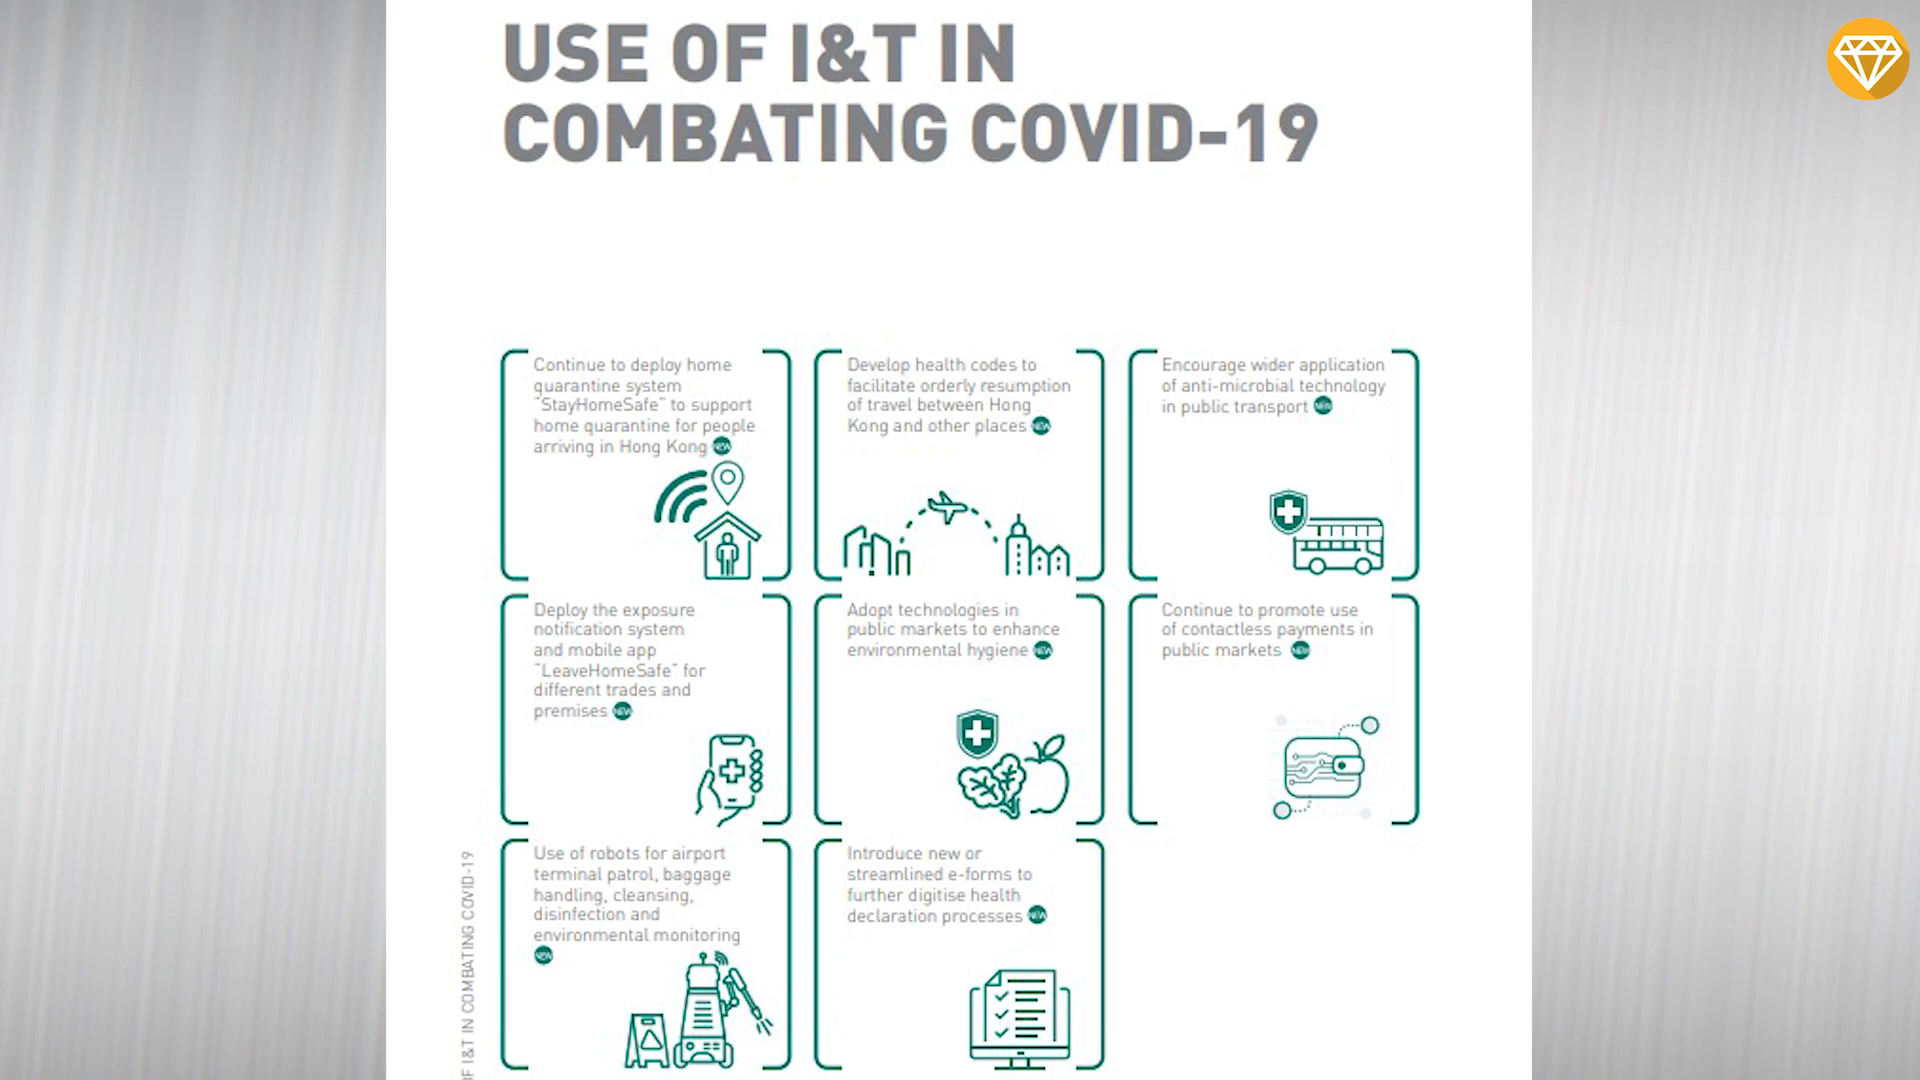 USE OF I&T IN
COMBATING COVID-19
Continue to deploy home
quarantine system
"StayHomeSafe" to support
home quarantine for people
arriving in Hong Kong NEW
Develop health codes to
facilitate orderly resumption
of travel between Hong
Kong and other places NEW
Encourage wider application
of anti-microbial technology
in public transport NEW
Deploy the exposure
notification system
and mobile app
"LeaveHomeSafe" for
different trades and
premises NEW
Adopt technologies in
public markets to enhance
environmental hygiene NEW
Continue to promote use
of contactless payments in
public markets NEW
Use of robots for airport
terminal patrol, baggage
handling, cleansing,
disinfection and
environmental monitoring
NEW
Introduce new or
streamlined e-forms to
further digitise health
declaration processes NEW
OF I&T IN COMBATING COVID-19